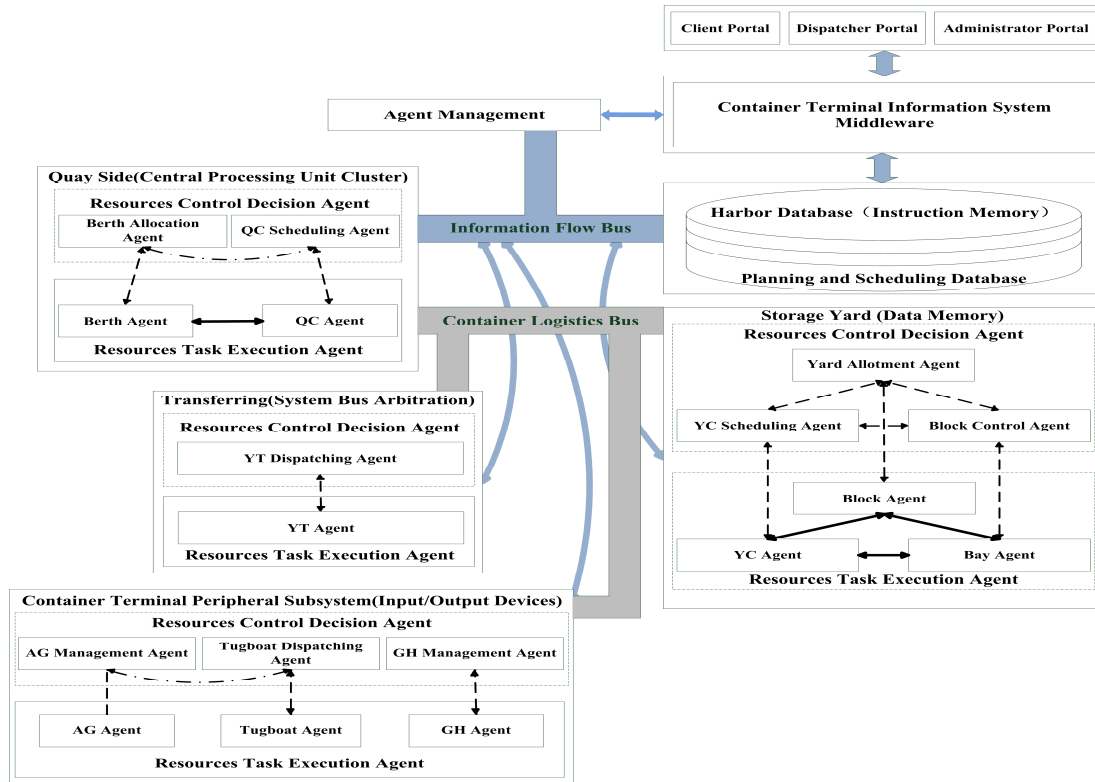 Client Portal
Dispatcher Portal
Administrator Portal
Agent Management
Container Terminal Information System
Middleware
Quay Side(Central Processing Unit Cluster)
Resources Control Decision Agent
Berth Allocation
Agent
QC Scheduling Agent
Berth Agent
QC Agent
Resources Task Execution Agent
Information Flow Bus
Harbor Database（Instruction Memory）
Planning and Scheduling Database
Container Logistics Bus
Storage Yard (Data Memory)
Resources Control Decision Agent
Yard Allotment Agent
YC Scheduling Agent
Block Control Agent
Block Agent
YC Agent
Bay Agent
Resources Task Execution Agent
Transferring(System Bus Arbitration)
Resources Control Decision Agent
YT Dispatching Agent
YT Agent
Resources Task Execution Agent
Container Terminal Peripheral Subsystem(Input/Output Devices)
Resources Control Decision Agent
AG Management Agent
Tugboat Dispatching
Agent
GH Management Agent
AG Agent
Tugboat Agent
GH Agent
Resources Task Execution Agent